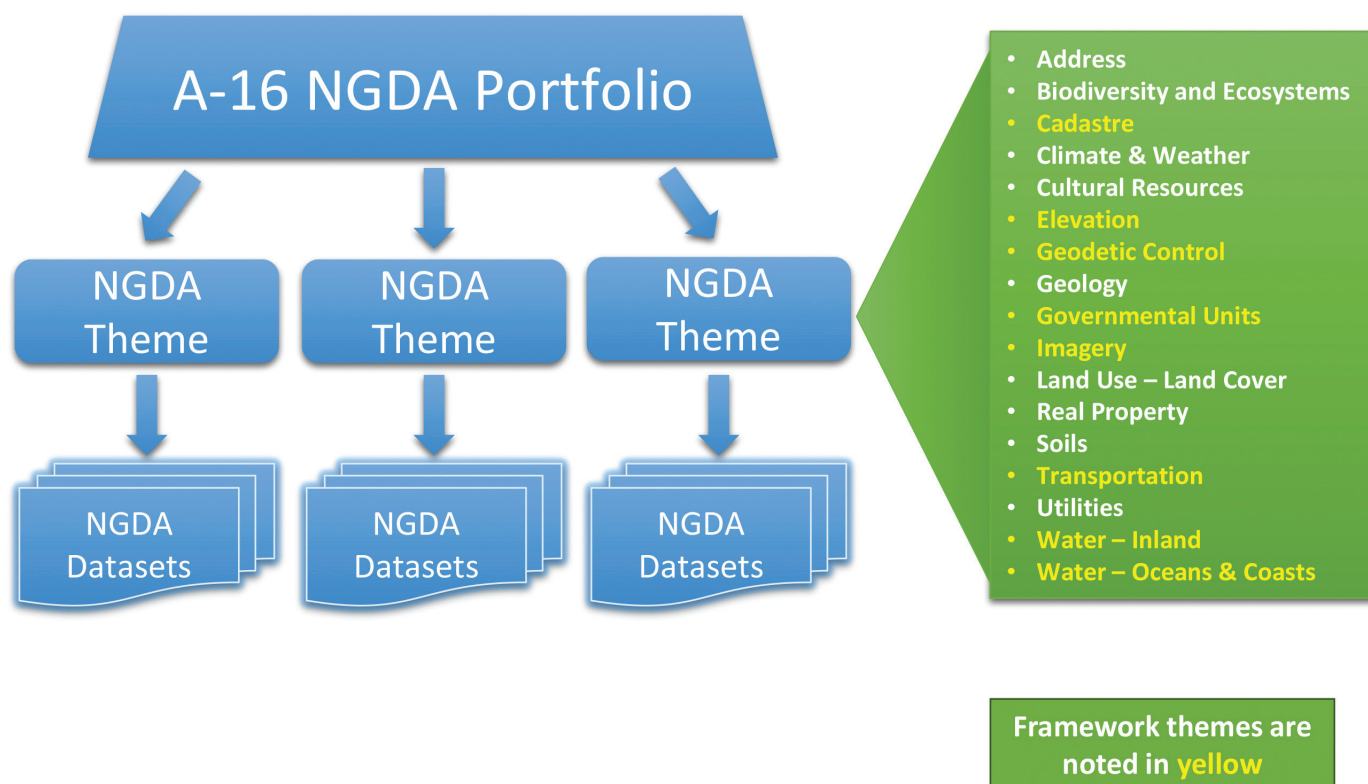 A-16 NGDA Portfolio
NGDA
Theme
NGDA
Theme
NGDA
Theme
NGDA
Datasets
NGDA
Datasets
NGDA
Datasets
• Address
• Biodiversity and Ecosystems
• Cadastre
• Climate & Weather
• Cultural Resources
• Elevation
• Geodetic Control
• Geology
• Governmental Units
• Imagery
• Land Use – Land Cover
• Real Property
• Soils
• Transportation
• Utilities
• Water – Inland
• Water – Oceans & Coasts
Framework themes are
noted in yellow